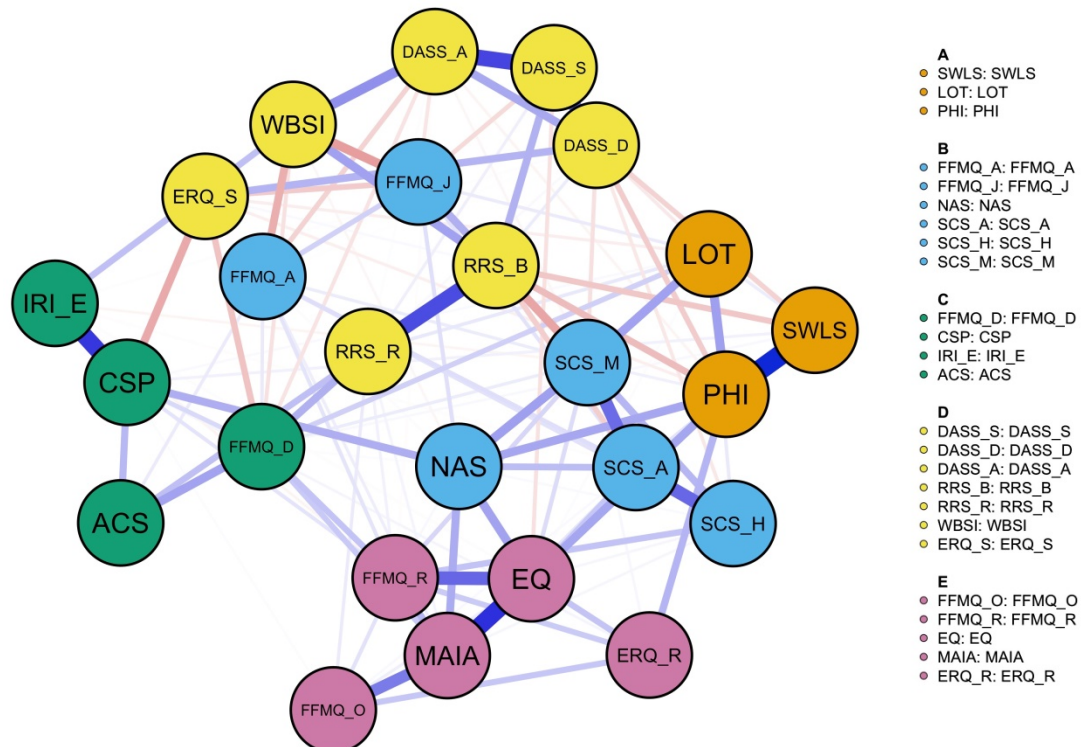 DASS_A
DASS_S
WBSI
DASS_D
FFMQ_J
ERQ_S
LOT
RRS_B
FFMQ_A
IRI_E
SWLS
RRS_R
SCS_M
CSP
PHI
FFMQ_D
NAS
SCS_A
ACS
SCS_H
FFMQ_R
EQ
MAIA
ERQ_R
FFMQ_O
A
SWLS: SWLS
LOT: LOT
PHI: PHI
B
FFMQ_A: FFMQ_A
FFMQ_J: FFMQ_J
NAS: NAS
SCS_A: SCS_A
SCS_H: SCS_H
SCS_M: SCS_M
C
FFMQ_D: FFMQ_D
CSP: CSP
IRI_E: IRI_E
ACS: ACS
D
DASS_S: DASS_S
DASS_D: DASS_D
DASS_A: DASS_A
RRS_B: RRS_B
RRS_R: RRS_R
WBSI: WBSI
ERQ_S: ERQ_S
E
FFMQ_O: FFMQ_O
FFMQ_R: FFMQ_R
EQ: EQ
MAIA: MAIA
ERQ_R: ERQ_R